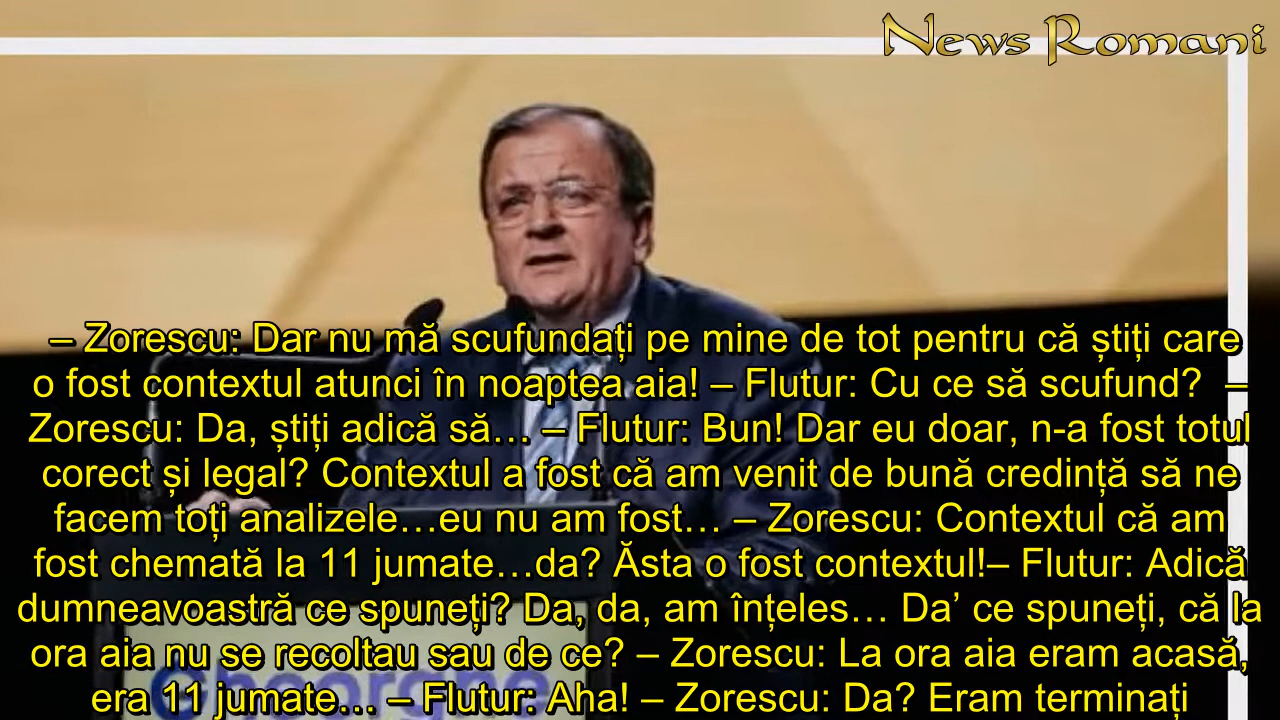 News Romani
– Zorescu: Dar nu mă scufundați pe mine de tot pentru că știți care
o fost contextul atunci în noaptea aia! – Flutur: Cu ce să scufund? –
Zorescu: Da, știți adică să… – Flutur: Bun! Dar eu doar, n-a fost totul
corect și legal? Contextul a fost că am venit de bună credință să ne
facem toți analizele…eu nu am fost… – Zorescu: Contextul că am
fost chemată la 11 jumate…da? Ăsta o fost contextul!– Flutur: Adică
dumneavoastră ce spuneți? Da, da, am înțeles… Da’ ce spuneți, că la
ora aia nu se recoltau sau de ce? – Zorescu: La ora aia eram acasă,
era 11 jumate… – Flutur: Aha! – Zorescu: Da? Eram terminați
Gheorghe